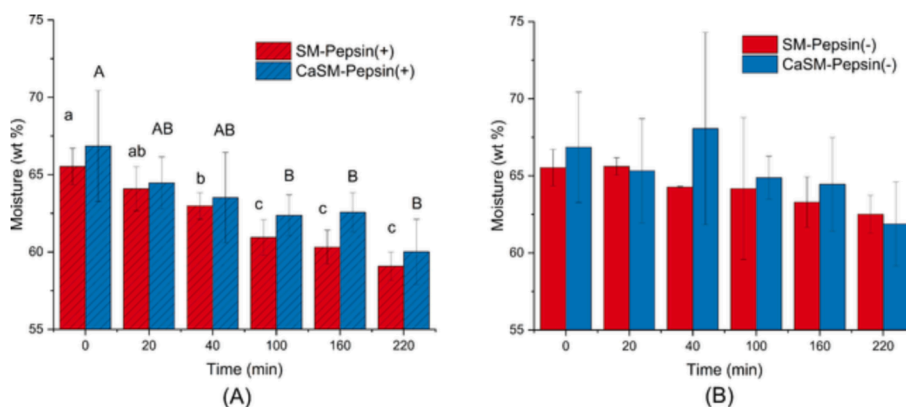 75
70
65
60
55
Moisture (wt %)
SM-Pepsin(+)
CaSM-Pepsin(+)
a
A
ab
AB
b
AB
c
B
c
B
c
B
0 20 40 100 160 220
Time (min)
(A)
75
70
65
60
55
Moisture (wt %)
SM-Pepsin(-)
CaSM-Pepsin(-)
0 20 40 100 160 220
Time (min)
(B)